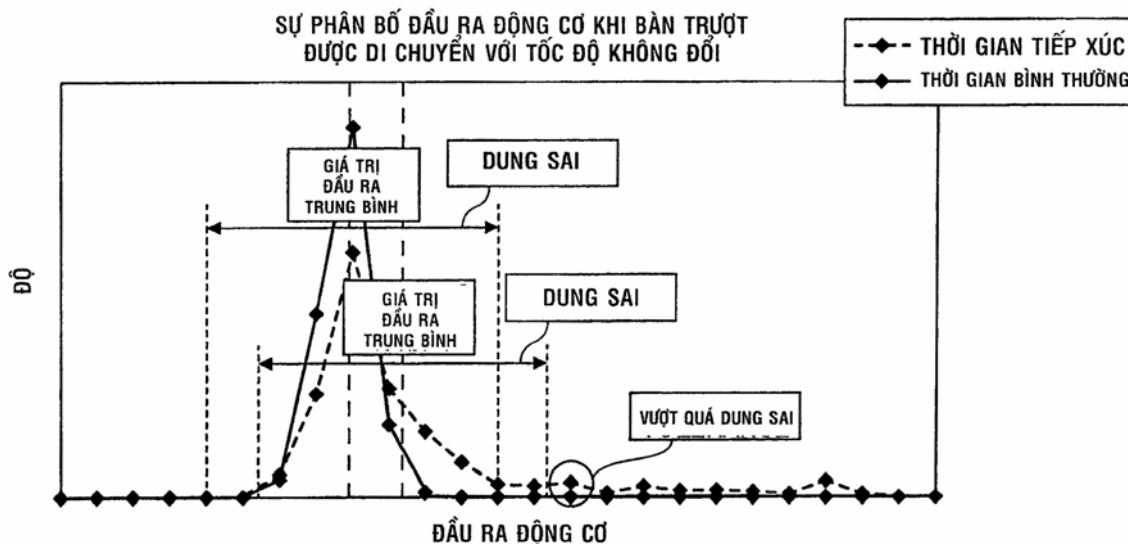 SỰ PHÂN BỐ ĐẦU RA ĐỘNG CƠ KHI BÀN TRƯỢT
ĐƯỢC DI CHUYỂN VỚI TỐC ĐỘ KHÔNG ĐỔI
THỜI GIAN TIẾP XÚC
THỜI GIAN BÌNH THƯỜNG
GIÁ TRỊ
ĐẦU RA
TRUNG BÌNH
DUNG SAI
ĐỘ
GIÁ TRỊ
ĐẦU RA
TRUNG BÌNH
DUNG SAI
VƯỢT QUÁ DUNG SAI
ĐẦU RA ĐỘNG CƠ